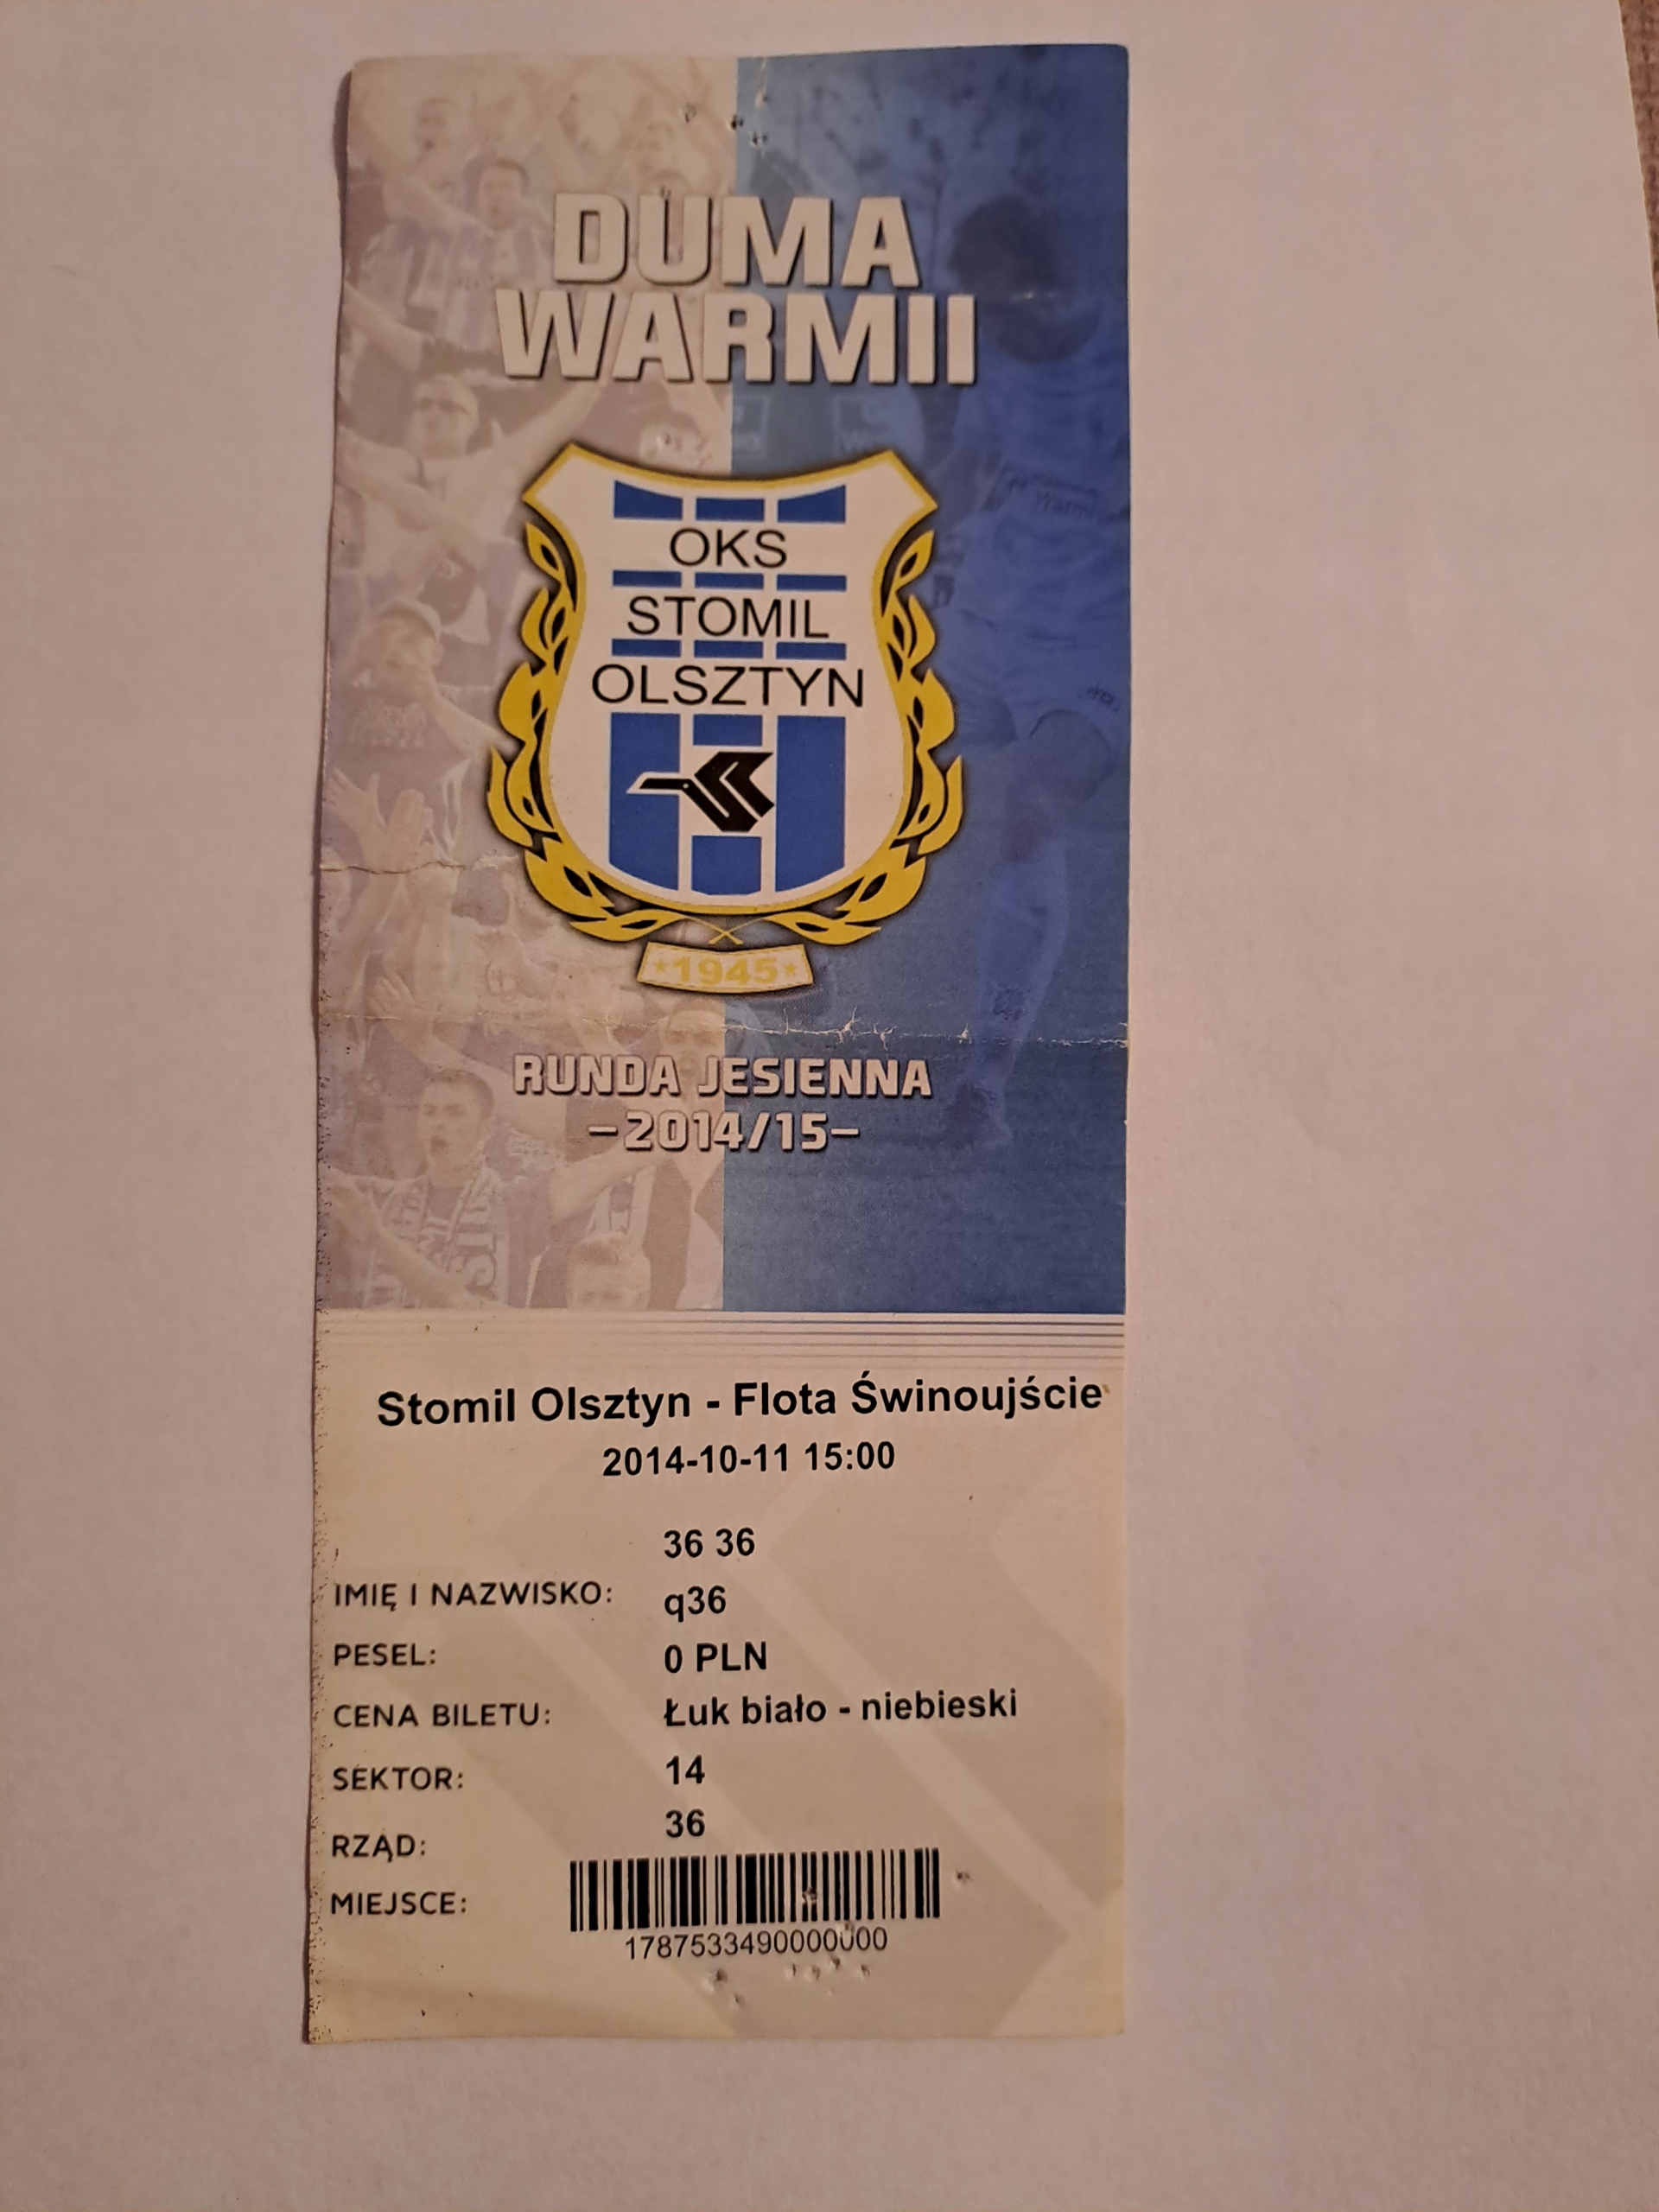 DUMA
WARMII
OKS
STOMIL
OLSZTYN
★1945★
RUNDA JESIENNA
–2014/15–
Stomil Olsztyn - Flota Świnoujście
2014-10-11 15:00
36 36
IMIĘ I NAZWISKO: q36
PESEL: 0 PLN
CENA BILETU: Łuk biało - niebieski
SEKTOR: 14
RZĄD: 36
MIEJSCE:
1787533490000000